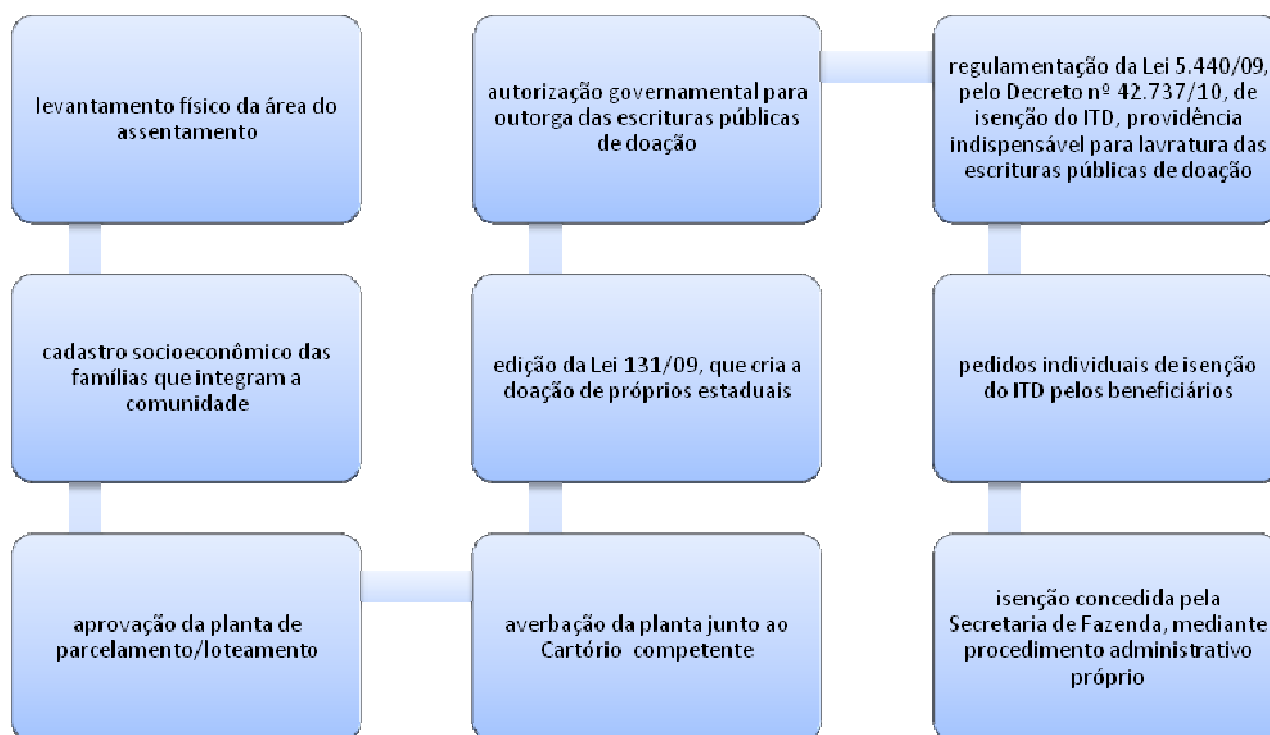 levantamento físico da área do
assentamento
cadastro socioeconômico das
famílias que integram a
comunidade
aprovação da planta de
parcelamento/loteamento
averbação da planta junto ao
Cartório competente
edição da Lei 131/09, que cria a
doação de próprios estaduais
autorização governamental para
outorga das escrituras públicas
de doação
regulamentação da Lei 5.440/09,
pelo Decreto nº 42.737/10, de
isenção do ITD, providência
indispensável para lavratura das
escrituras públicas de doação
pedidos individuais de isenção
do ITD pelos beneficiários
isenção concedida pela
Secretaria de Fazenda, mediante
procedimento administrativo
próprio